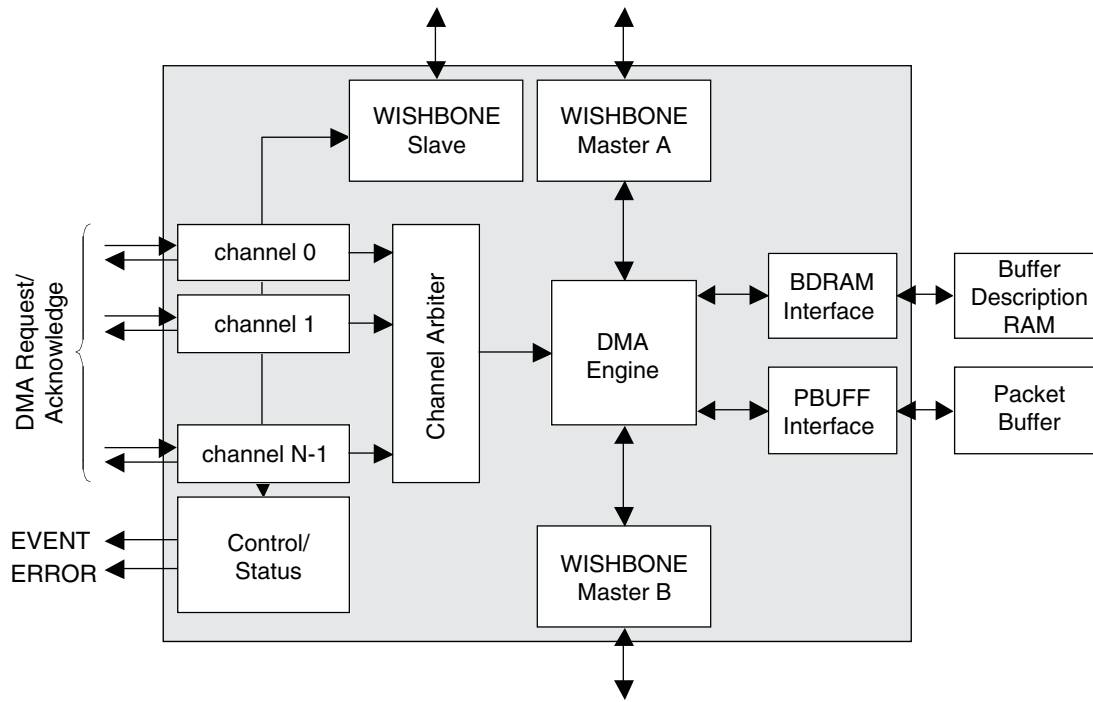 WISHBONE
Slave
WISHBONE
Master A
DMA Request/
Acknowledge
channel 0
channel 1
channel N-1
Channel Arbiter
DMA
Engine
BDRAM
Interface
Buffer
Description
RAM
PBUFF
Interface
Packet
Buffer
EVENT
ERROR
Control/
Status
WISHBONE
Master B